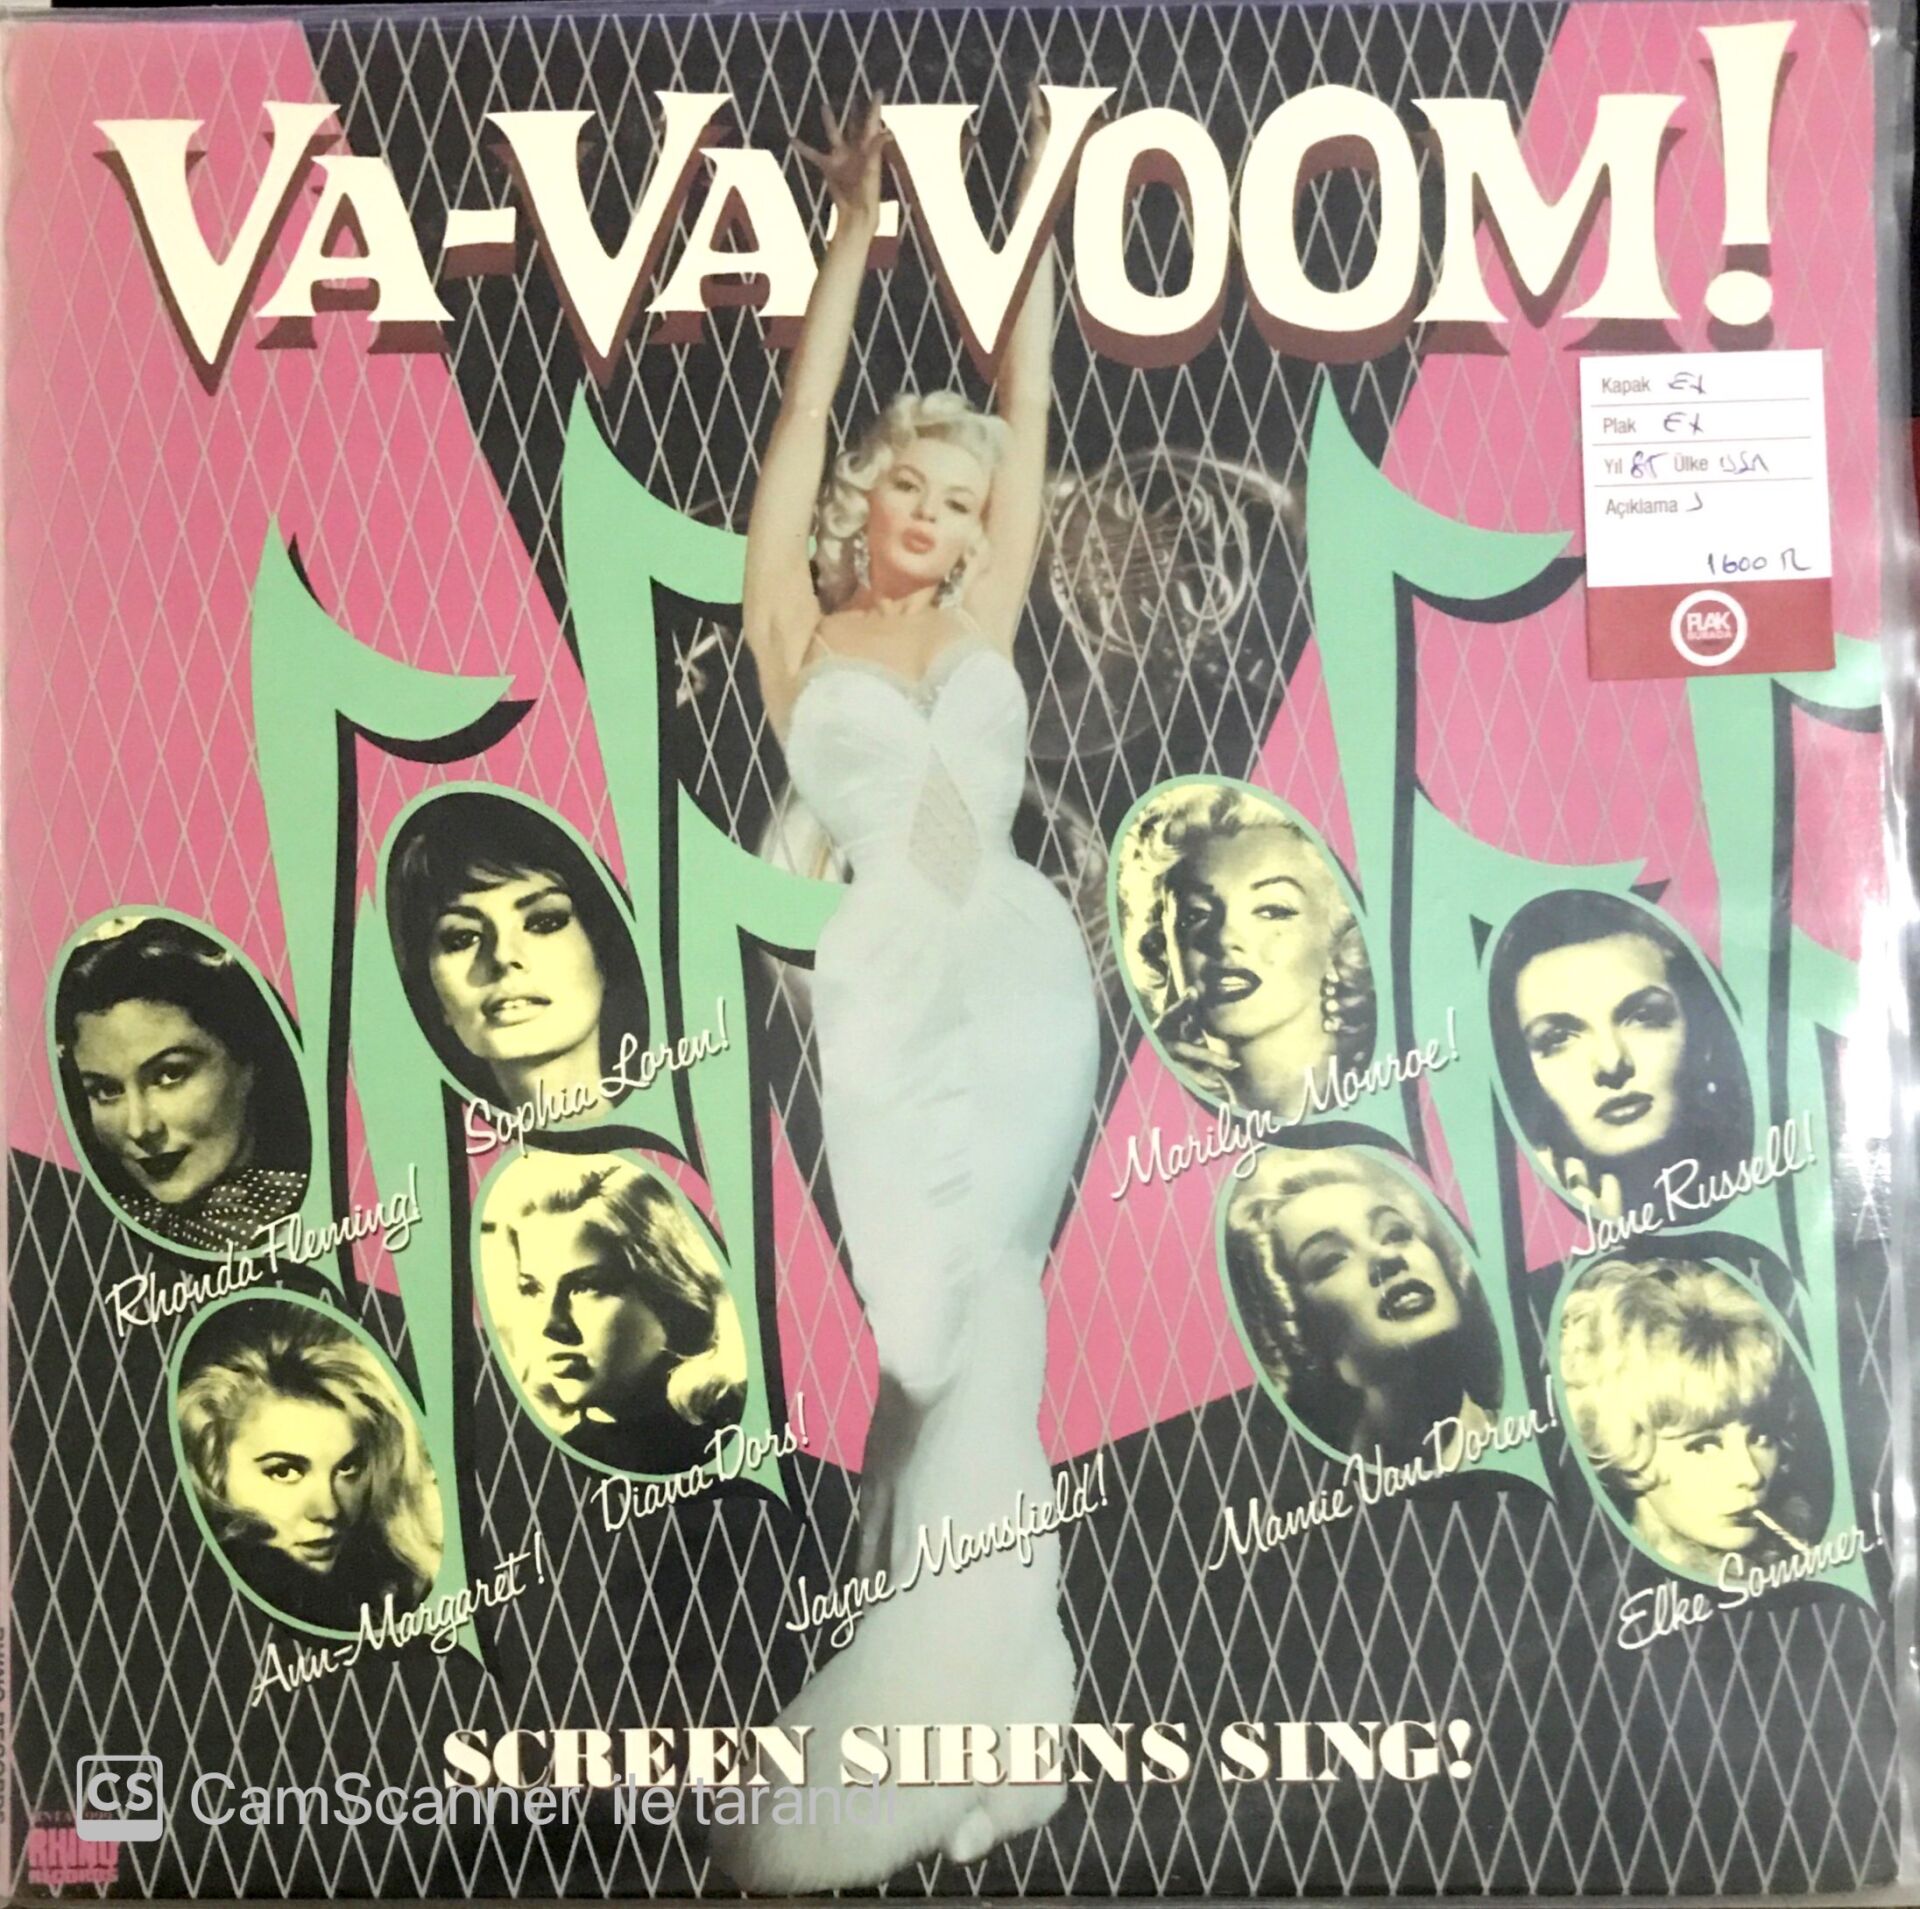 VA-VA-VOOM!
Kapak EX
Plak EX
Yıl 85 Ülke USA
Açıklama
1600 TL
PLAK
BURADA
Sophia Loren!
Marilyn Monroe!
Jane Russell!
Rhonda Fleming!
Diana Dors!
Mamie Van Doren!
Jayne Mansfield!
Elke Sommer!
Ann-Margaret!
SCREEN SIRENS SING!
CS CamScanner ile tarandı
RHINO
RECORDS